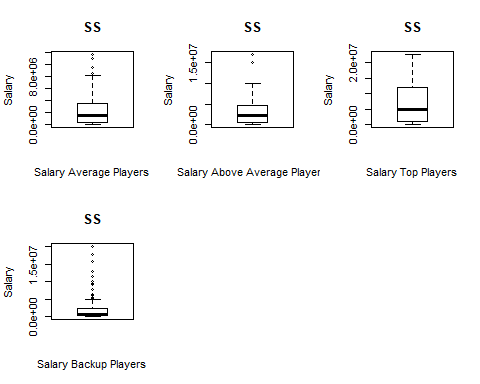 SS
Salary
0.0e+00 8.0e+06
Salary Average Players
SS
Salary
0.0e+00 1.5e+07
Salary Above Average Player
SS
Salary
0.0e+00 2.0e+07
Salary Top Players
SS
Salary
0.0e+00 1.5e+07
Salary Backup Players